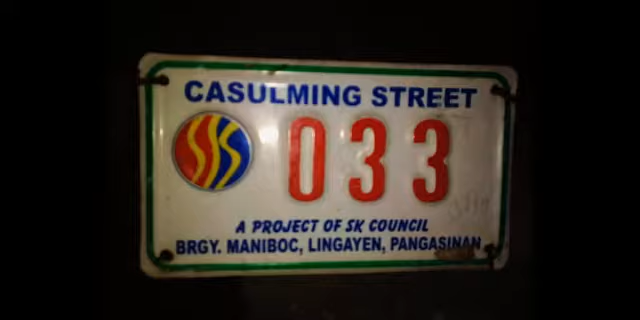 CASULMING STREET
033
A PROJECT OF SK COUNCIL
BRGY. MANIBOC, LINGAYEN, PANGASINAN